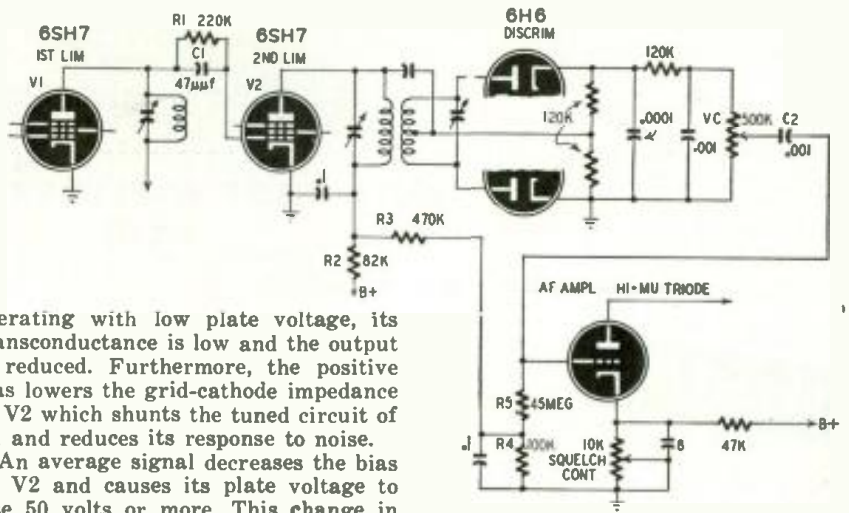 6SH7
1ST LIM
V1
R1 220K
C1
47µµf
6SH7
2ND LIM
V2
6H6
DISCRIM
120K
120K
.0001
.001
VC
500K
C2
.001
.1
R3 470K
R2
82K
+B+
AF AMPL HI-MU TRIODE
R5
45MEG
R4
100K
.1
10K
SQUELCH
CONT
8
47K
B+
erating with low plate voltage, its
ansconductance is low and the output
reduced. Furthermore, the positive
as lowers the grid-cathode impedance
V2 which shunts the tuned circuit of
and reduces its response to noise.
An average signal decreases the bias
V2 and causes its plate voltage to
e 50 volts or more. This change in